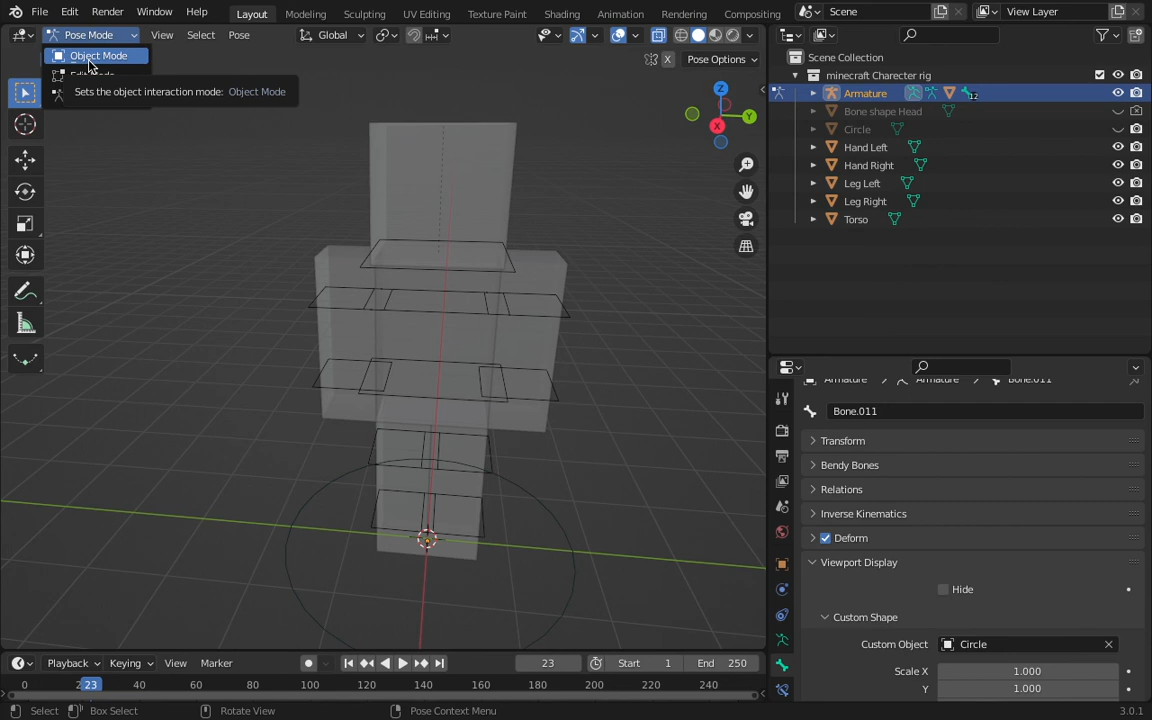 File Edit Render Window Help Layout Modeling Sculpting UV Editing Texture Paint Shading Animation Rendering Compositing Scene View Layer
Pose Mode View Select Pose Global
Object Mode
Sets the object interaction mode: Object Mode
X Pose Options
Z
Y
X
Scene Collection
minecraft Charecter rig
Armature 12
Bone shape Head
Circle
Hand Left
Hand Right
Leg Left
Leg Right
Torso
Armature Armature Bone.011
Bone.011
Transform
Bendy Bones
Relations
Inverse Kinematics
Deform
Viewport Display
Hide
Custom Shape
Custom Object Circle
Scale X 1.000
Y 1.000
Playback Keying View Marker 23 Start 1 End 250
0 23 40 60 80 100 120 140 160 180 200 220 240
Select Box Select Rotate View Pose Context Menu 3.0.1